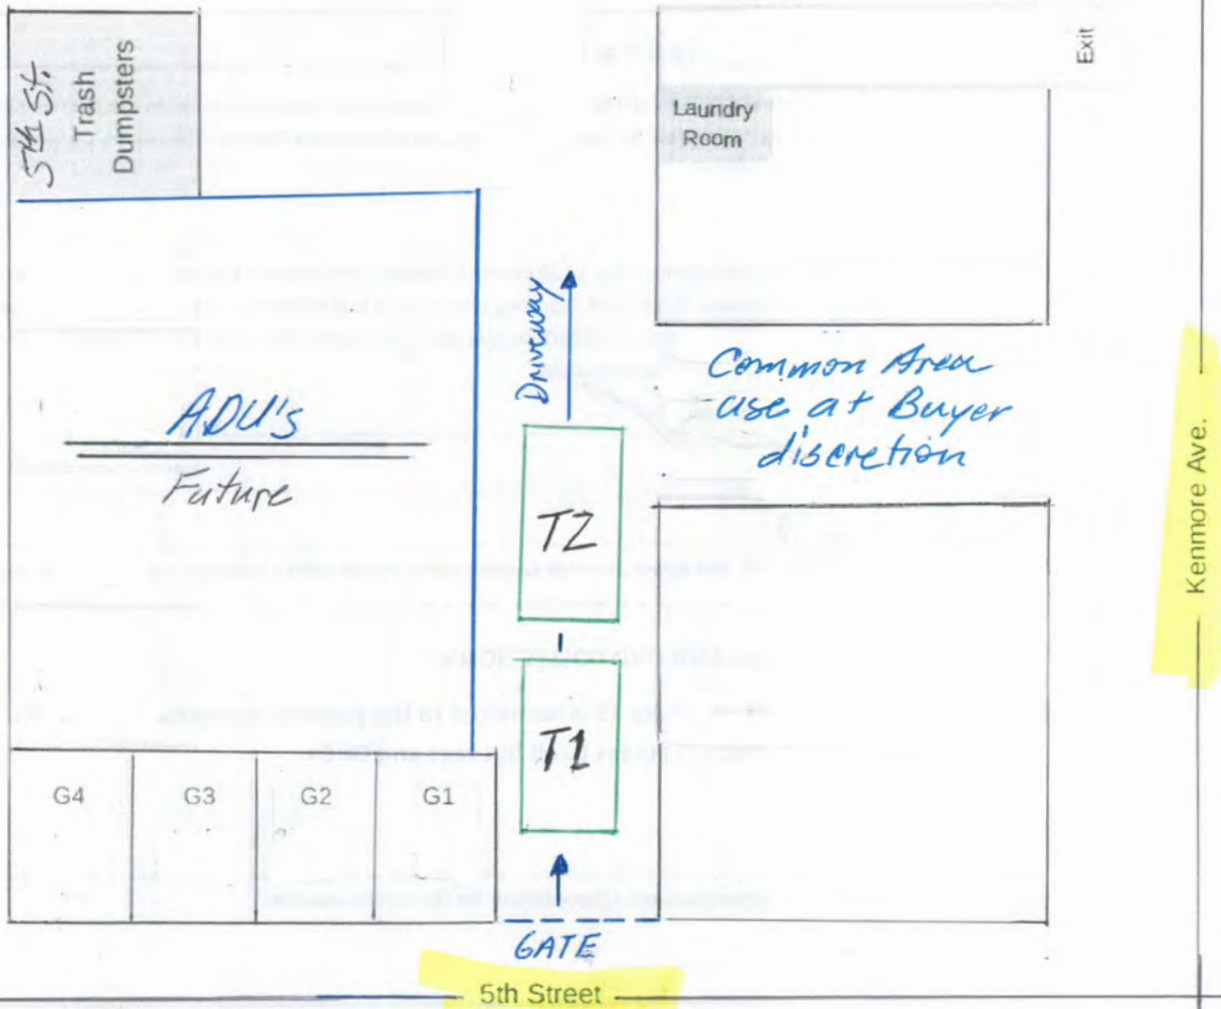 5TH St.
Trash
Dumpsters
Exit
Laundry
Room
Driveway
Common Area
use at Buyer
discretion
ADU's
Future
T2
T1
G4
G3
G2
G1
GATE
5th Street
Kenmore Ave.